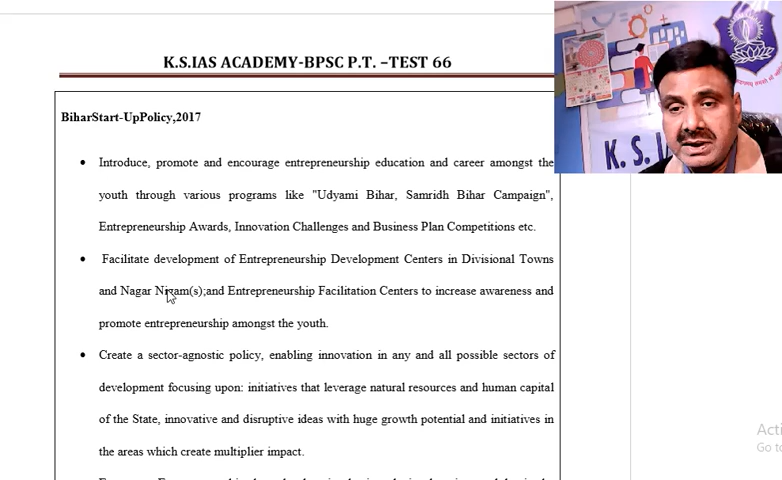 K.S.IAS ACADEMY-BPSC P.T. –TEST 66
BiharStart-UpPolicy,2017
• Introduce, promote and encourage entrepreneurship education and career amongst the
youth through various programs like "Udyami Bihar, Samridh Bihar Campaign",
Entrepreneurship Awards, Innovation Challenges and Business Plan Competitions etc.
• Facilitate development of Entrepreneurship Development Centers in Divisional Towns
and Nagar Nigam(s);and Entrepreneurship Facilitation Centers to increase awareness and
promote entrepreneurship amongst the youth.
• Create a sector-agnostic policy, enabling innovation in any and all possible sectors of
development focusing upon: initiatives that leverage natural resources and human capital
of the State, innovative and disruptive ideas with huge growth potential and initiatives in
the areas which create multiplier impact.
K. S. I
Acti
Go to